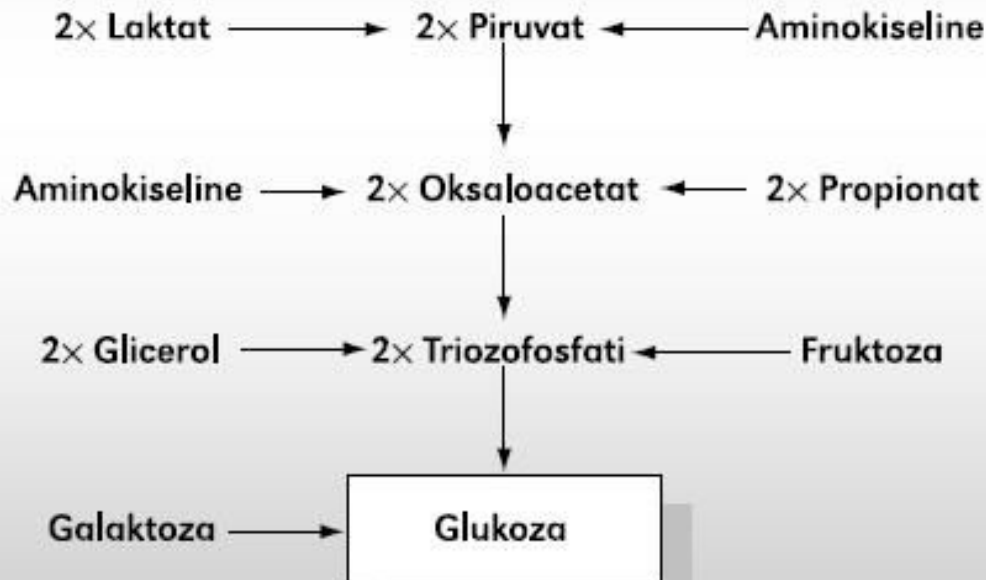 2× Laktat 2× Piruvat Aminokiseline
Aminokiseline 2× Oksaloacetat 2× Propionat
2× Glicerol 2× Triozofosfati Fruktoza
Galaktoza Glukoza